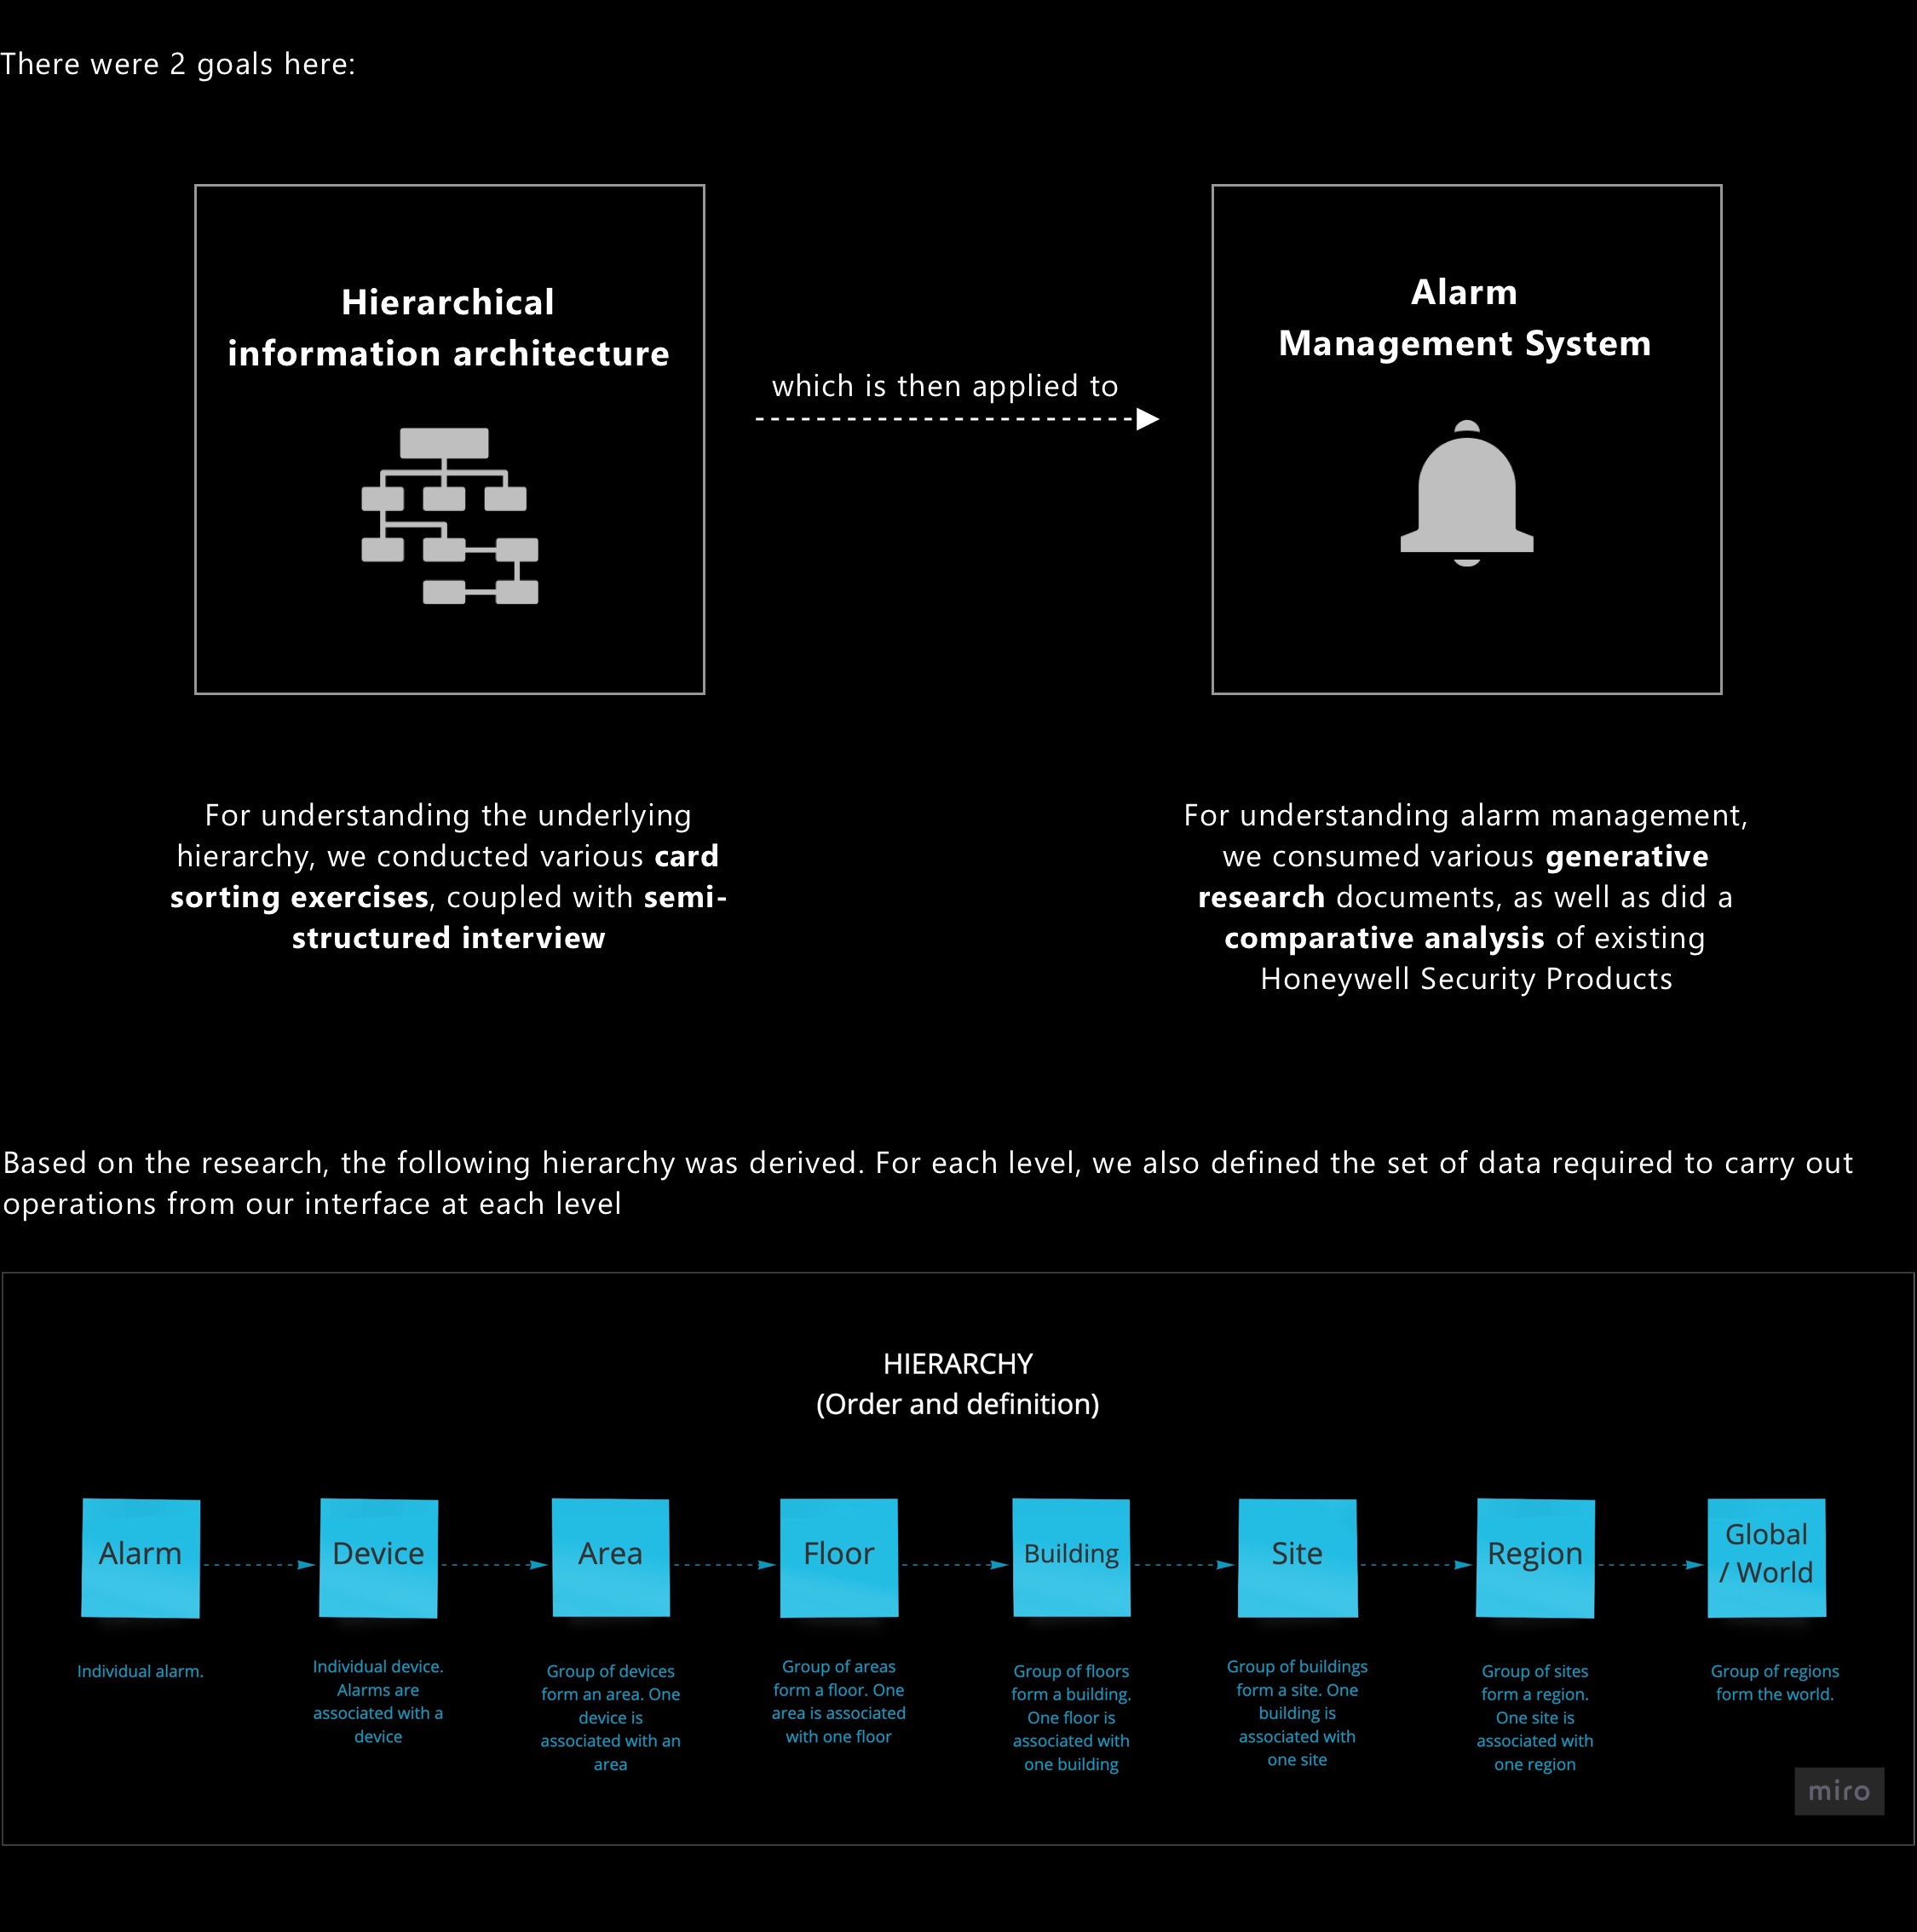 There were 2 goals here:
Hierarchical
information architecture
which is then applied to
Alarm
Management System
For understanding the underlying
hierarchy, we conducted various card
sorting exercises, coupled with semi-
structured interview
For understanding alarm management,
we consumed various generative
research documents, as well as did a
comparative analysis of existing
Honeywell Security Products
Based on the research, the following hierarchy was derived. For each level, we also defined the set of data required to carry out
operations from our interface at each level
HIERARCHY
(Order and definition)
Alarm
Device
Area
Floor
Building
Site
Region
Global
/ World
Individual alarm.
Individual device.
Alarms are
associated with a
device
Group of devices
form an area. One
device is
associated with an
area
Group of areas
form a floor. One
area is associated
with one floor
Group of floors
form a building.
One floor is
associated with
one building
Group of buildings
form a site. One
building is
associated with
one site
Group of sites
form a region.
One site is
associated with
one region
Group of regions
form the world.
miro